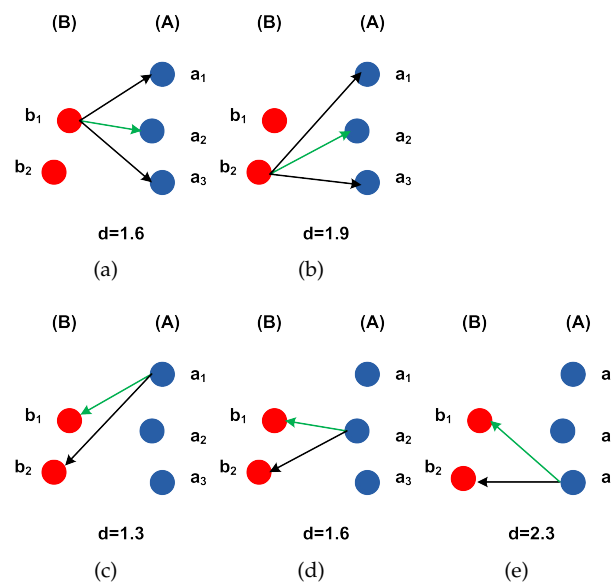 (B) (A) (B) (A)
a1 a1
b1 b1
a2 a2
b2 b2
a3 a3
d=1.6 d=1.9
(a) (b)
(B) (A) (B) (A) (B) (A)
a1 a1 a
b1 b1 b1
a2 a2 a
b2 b2 b2
a3 a3 a
d=1.3 d=1.6 d=2.3
(c) (d) (e)